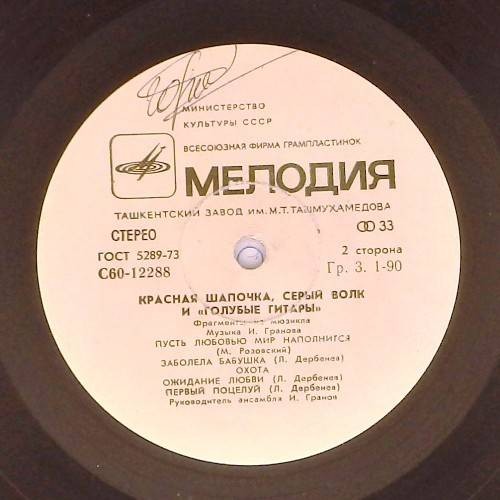 МИНИСТЕРСТВО
КУЛЬТУРЫ СССР
ВСЕСОЮЗНАЯ ФИРМА ГРАМПЛАСТИНОК
МЕЛОДИЯ
ТАШКЕНТСКИЙ ЗАВОД ИМ. М.Т. ТАШМУХАМЕДОВА
СТЕРЕО 33
ГОСТ 5289-73 2 сторона
С60-12288 Гр. 3. 1-90
КРАСНАЯ ШАПОЧКА, СЕРЫЙ ВОЛК
И «ГОЛУБЫЕ ГИТАРЫ»
Фрагменты из мюзикла
Музыка И. Гранова
ПУСТЬ ЛЮБОВЬЮ МИР НАПОЛНИТСЯ
(М. Розовский)
ЗАБОЛЕЛА БАБУШКА (Л. Дербенев)
ОХОТА
ОЖИДАНИЕ ЛЮБВИ (Л. Дербенев)
ПЕРВЫЙ ПОЦЕЛУЙ (Л. Дербенев)
Руководитель ансамбля И. Гранов